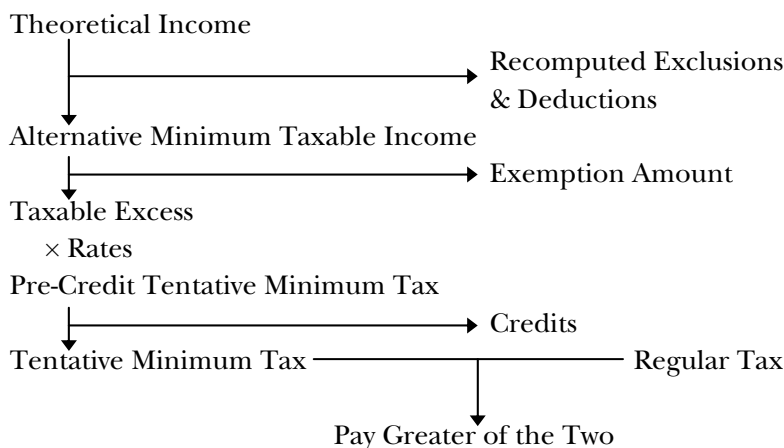 Theoretical Income
Recomputed Exclusions
& Deductions
Alternative Minimum Taxable Income
Exemption Amount
Taxable Excess
× Rates
Pre-Credit Tentative Minimum Tax
Credits
Tentative Minimum Tax
Regular Tax
Pay Greater of the Two